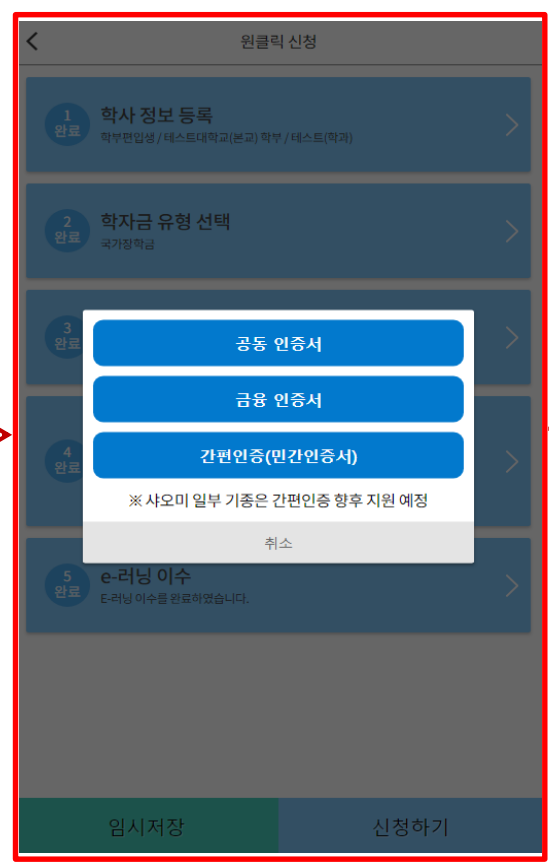 원클릭 신청
1
완료
학사 정보 등록
학부편입생 / 테스트대학교(본교) 학부 / 테스트(학과)
2
완료
학자금 유형 선택
국가장학금
3
완료
공동 인증서
금융 인증서
4
완료
간편인증(민간인증서)
※ 샤오미 일부 기종은 간편인증 향후 지원 예정
취소
5
완료
e-러닝 이수
E-러닝 이수를 완료하였습니다.
임시저장
신청하기